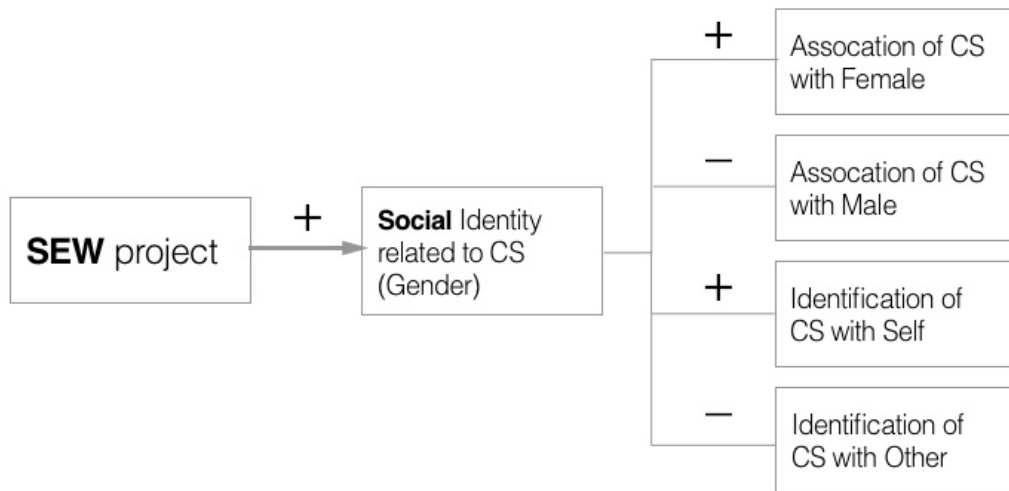 +
Assocation of CS
with Female
−
Assocation of CS
with Male
SEW project
+
Social Identity
related to CS
(Gender)
+
Identification of
CS with Self
−
Identification of
CS with Other